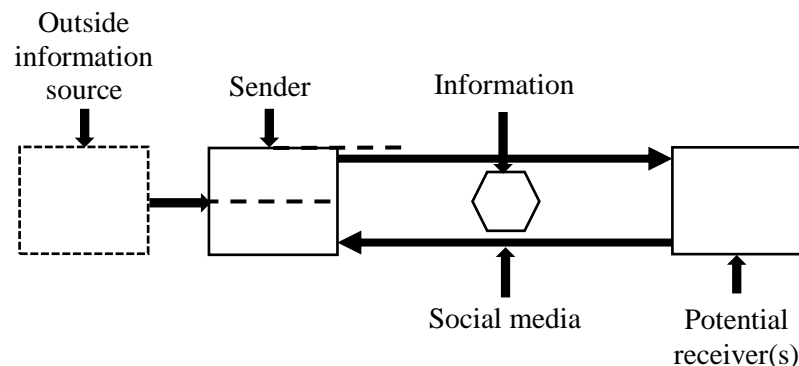 Outside
information
source
Sender
Information
Social media
Potential
receiver(s)